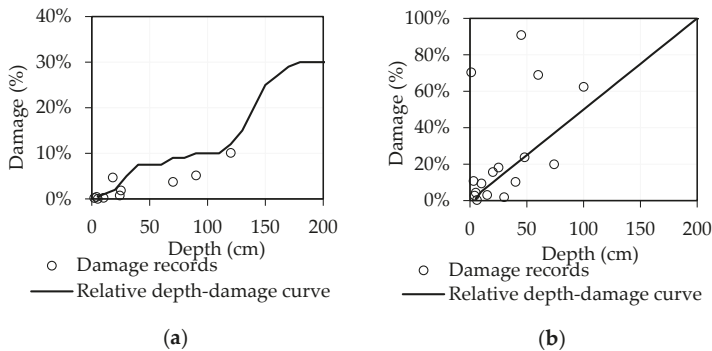 40%
30%
20%
10%
0%
Damage (%)
0 50 100 150 200
Depth (cm)
Damage records
Relative depth-damage curve
(a)
100%
80%
60%
40%
20%
0%
Damage (%)
0 50 100 150 200
Depth (cm)
Damage records
Relative depth-damage curve
(b)